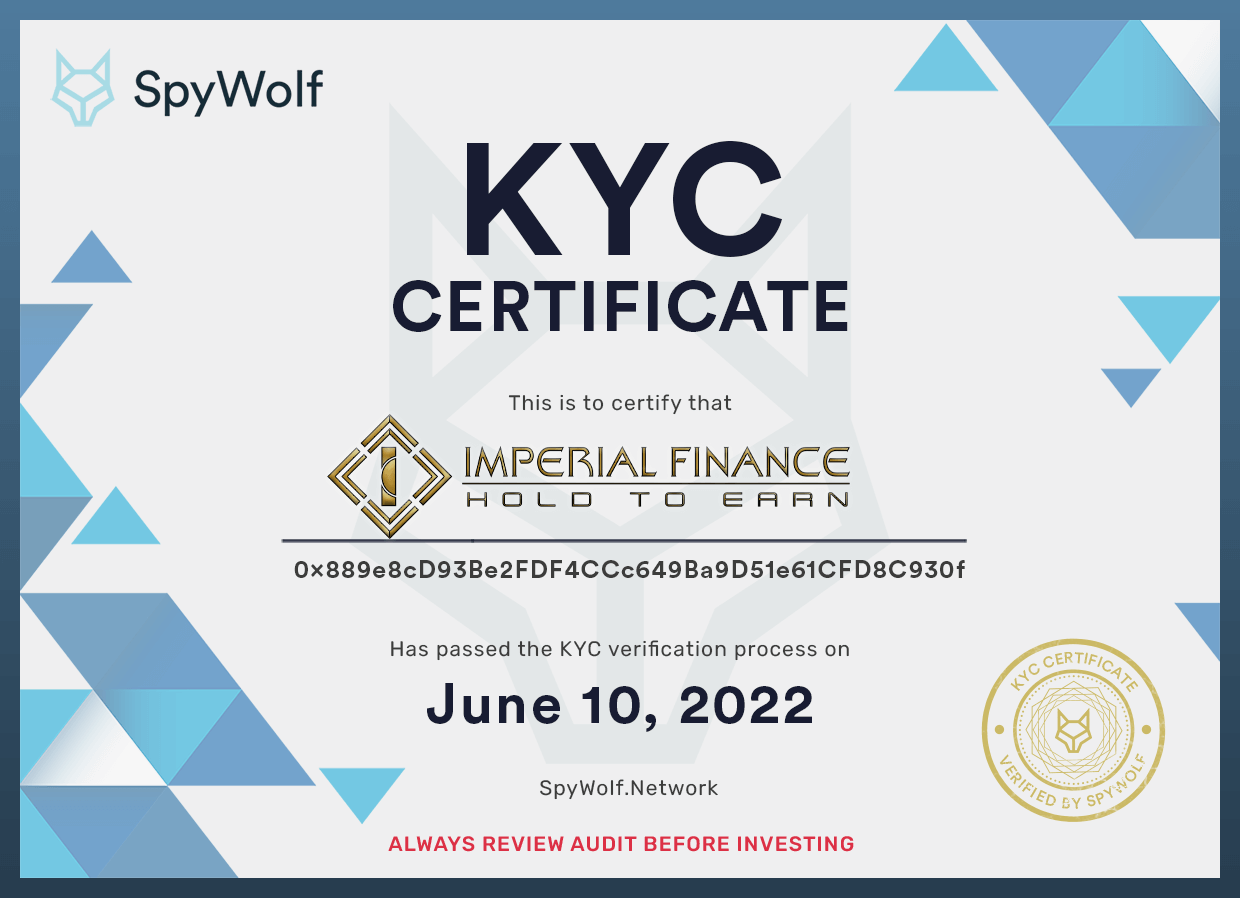 SpyWolf
KYC
CERTIFICATE
This is to certify that
IMPERIAL FINANCE
HOLD TO EARN
0x889e8cD93Be2FDF4CCc649Ba9D51e61CFD8C930f
Has passed the KYC verification process on
June 10, 2022
KYC CERTIFICATE
VERIFIED BY SPYWOLF
SpyWolf.Network
ALWAYS REVIEW AUDIT BEFORE INVESTING